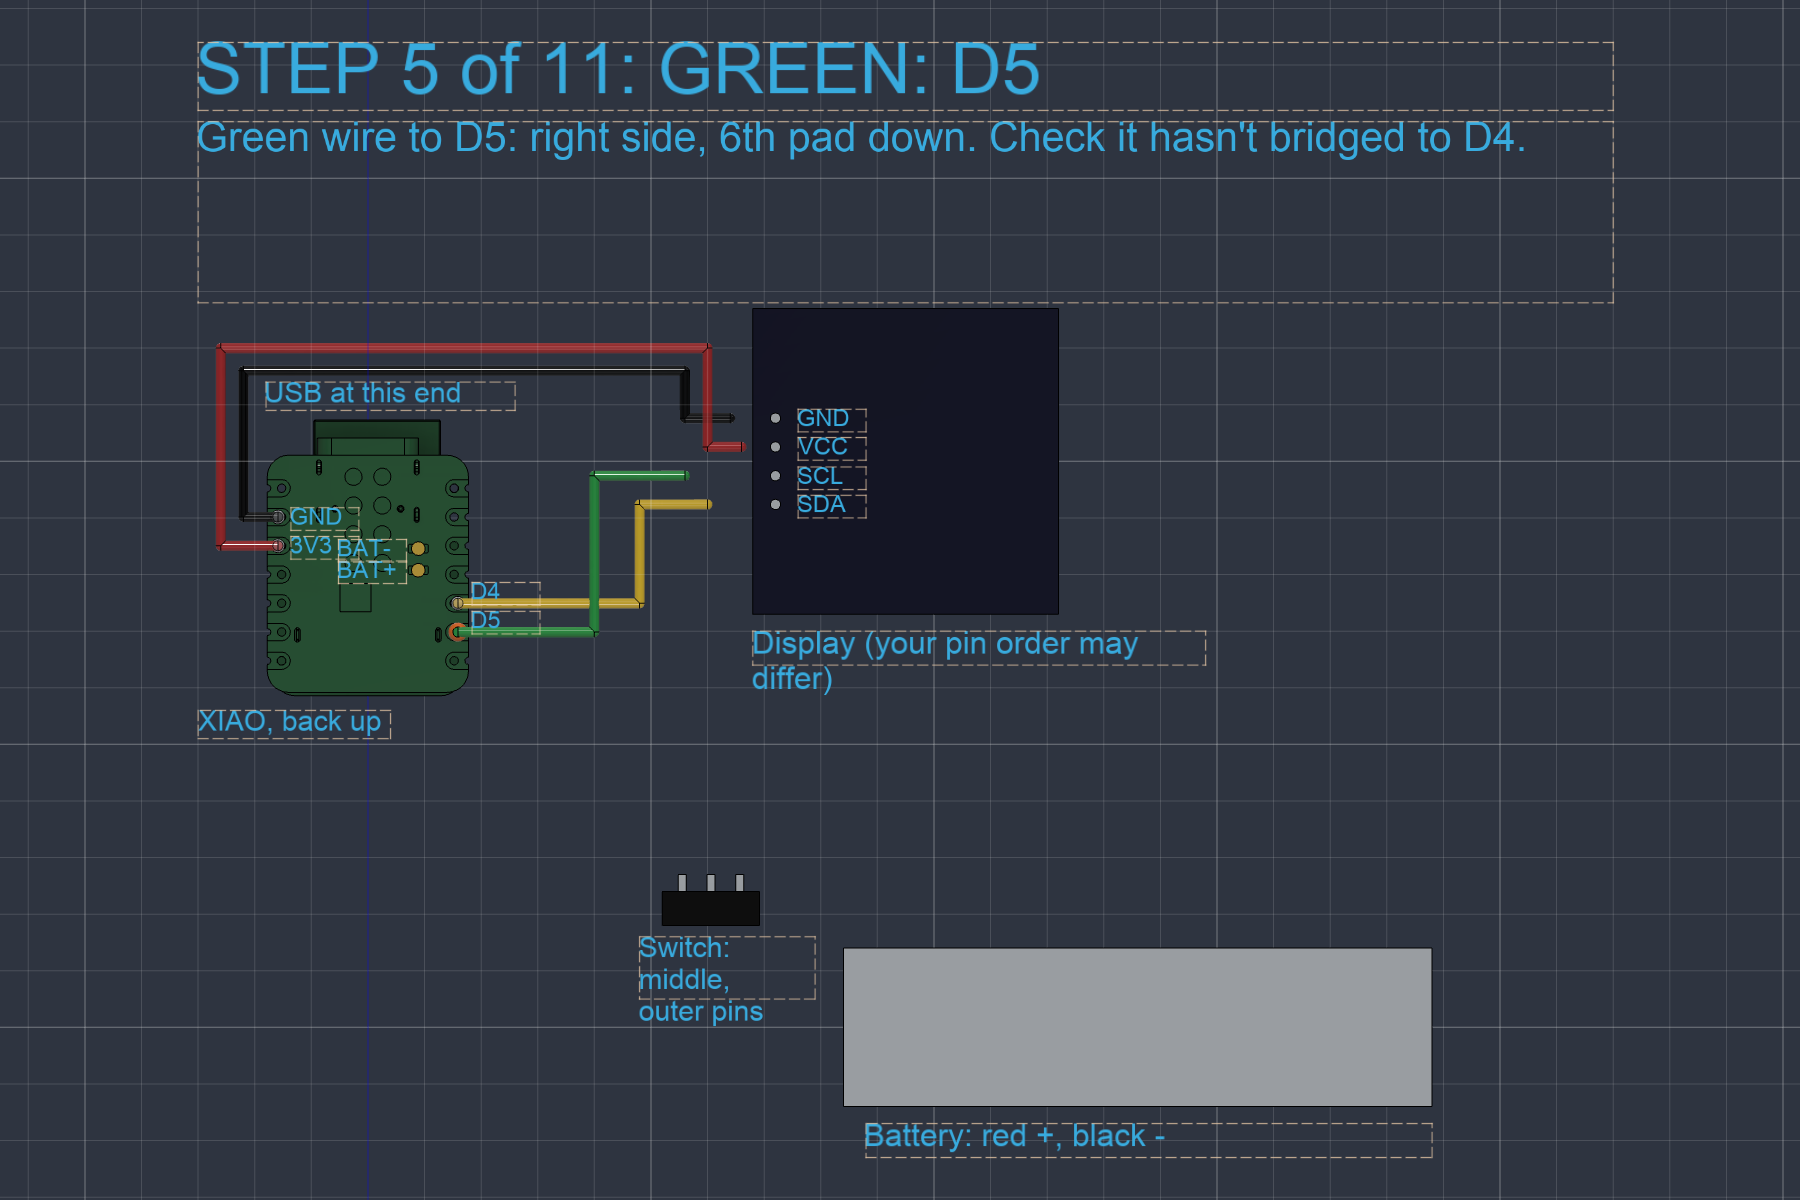 STEP 5 of 11: GREEN: D5
Green wire to D5: right side, 6th pad down. Check it hasn't bridged to D4.
USB at this end
GND
VCC
SCL
SDA
GND
3V3
BAT-
BAT+
D4
D5
Display (your pin order may
differ)
XIAO, back up
Switch:
middle,
outer pins
Battery: red +, black -